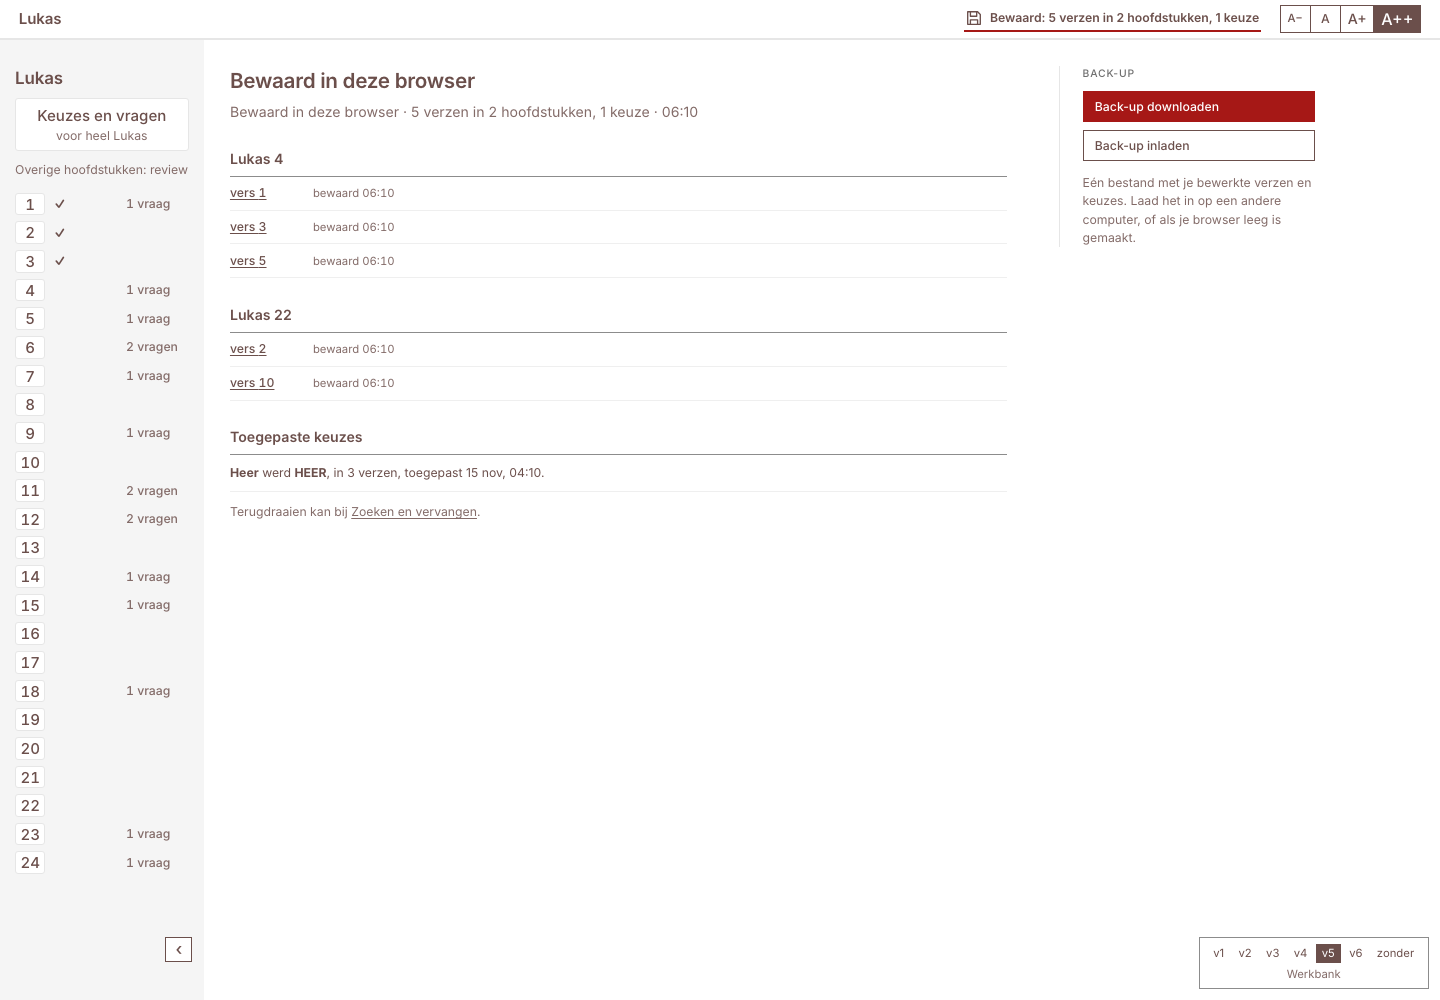 Lukas
Bewaard: 5 verzen in 2 hoofdstukken, 1 keuze
A− A A+ A++
Lukas
Keuzes en vragen
voor heel Lukas
Overige hoofdstukken: review
1 1 vraag
2
3
4 1 vraag
5 1 vraag
6 2 vragen
7 1 vraag
8
9 1 vraag
10
11 2 vragen
12 2 vragen
13
14 1 vraag
15 1 vraag
16
17
18 1 vraag
19
20
21
22
23 1 vraag
24 1 vraag
Bewaard in deze browser
Bewaard in deze browser · 5 verzen in 2 hoofdstukken, 1 keuze · 06:10
Lukas 4
vers 1 bewaard 06:10
vers 3 bewaard 06:10
vers 5 bewaard 06:10
Lukas 22
vers 2 bewaard 06:10
vers 10 bewaard 06:10
Toegepaste keuzes
Heer werd HEER, in 3 verzen, toegepast 15 nov, 04:10.
Terugdraaien kan bij Zoeken en vervangen.
BACK-UP
Back-up downloaden
Back-up inladen
Eén bestand met je bewerkte verzen en
keuzes. Laad het in op een andere
computer, of als je browser leeg is
gemaakt.
v1 v2 v3 v4 v5 v6 zonder
Werkbank